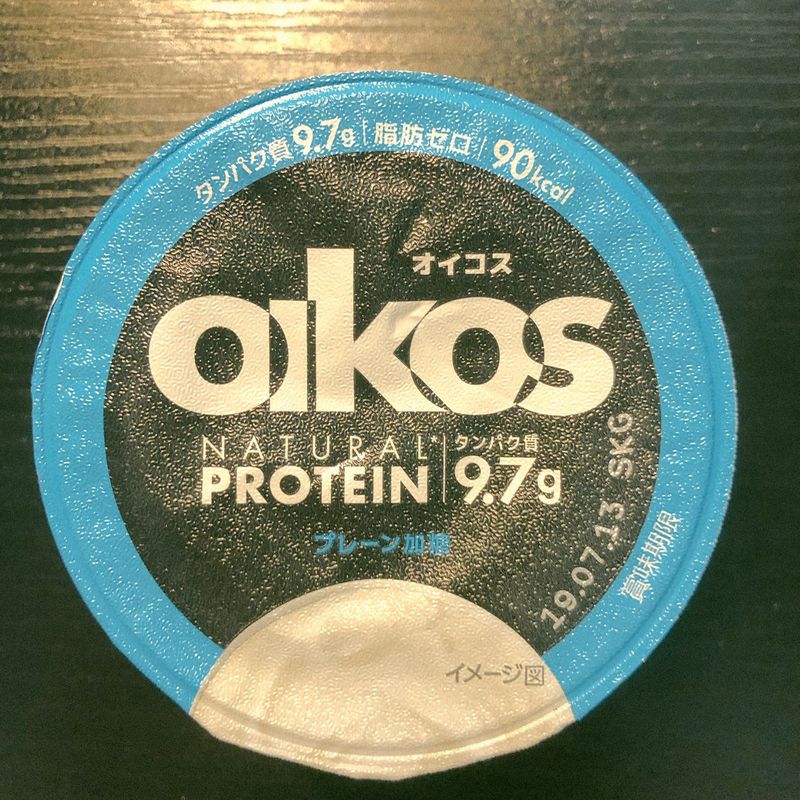 タンパク質9.7g | 脂肪ゼロ | 90kcal
オイコス
oikos
NATURAL* PROTEIN
タンパク質 9.7g
プレーン加糖
19.07.13 SKG
賞味期限
イメージ図